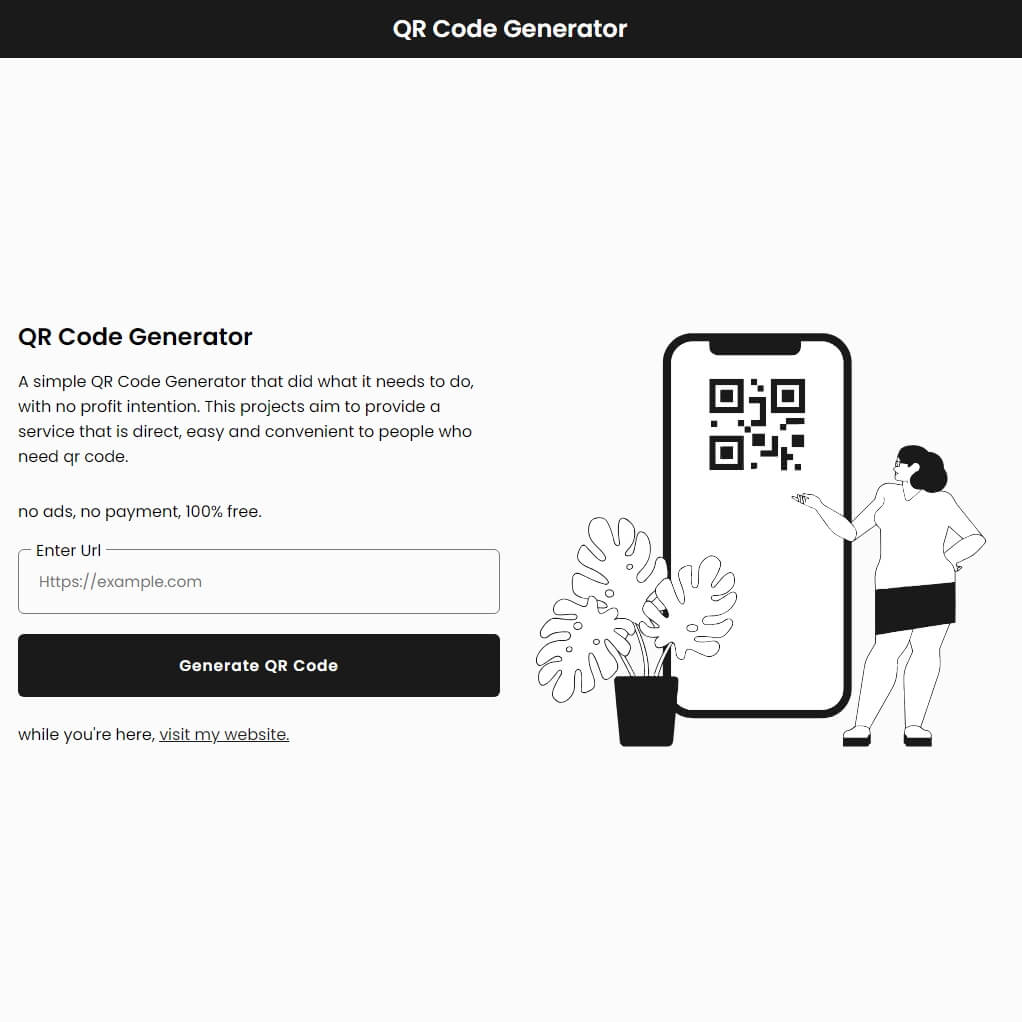 QR Code Generator
QR Code Generator
A simple QR Code Generator that did what it needs to do,
with no profit intention. This projects aim to provide a
service that is direct, easy and convenient to people who
need qr code.
no ads, no payment, 100% free.
Enter Url
Https://example.com
Generate QR Code
while you're here, visit my website.